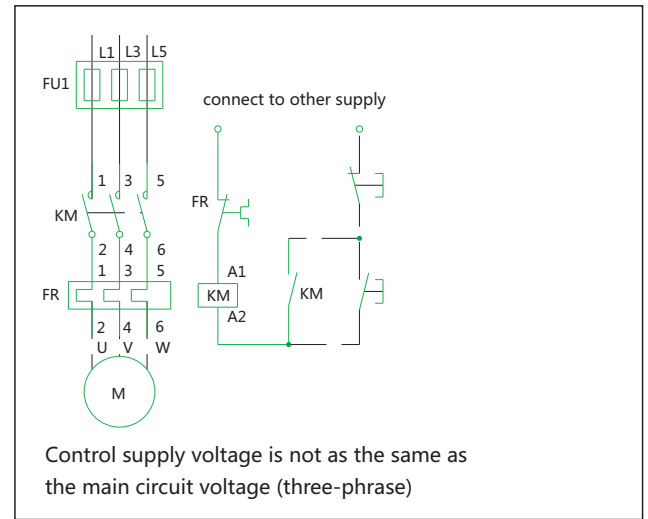 L1 L3 L5
FU1
connect to other supply
1 3 5
FR
KM
2 4 6
A1
1 3 5
FR
KM
KM
A2
2 4 6
U V W
M
Control supply voltage is not as the same as
the main circuit voltage (three-phrase)